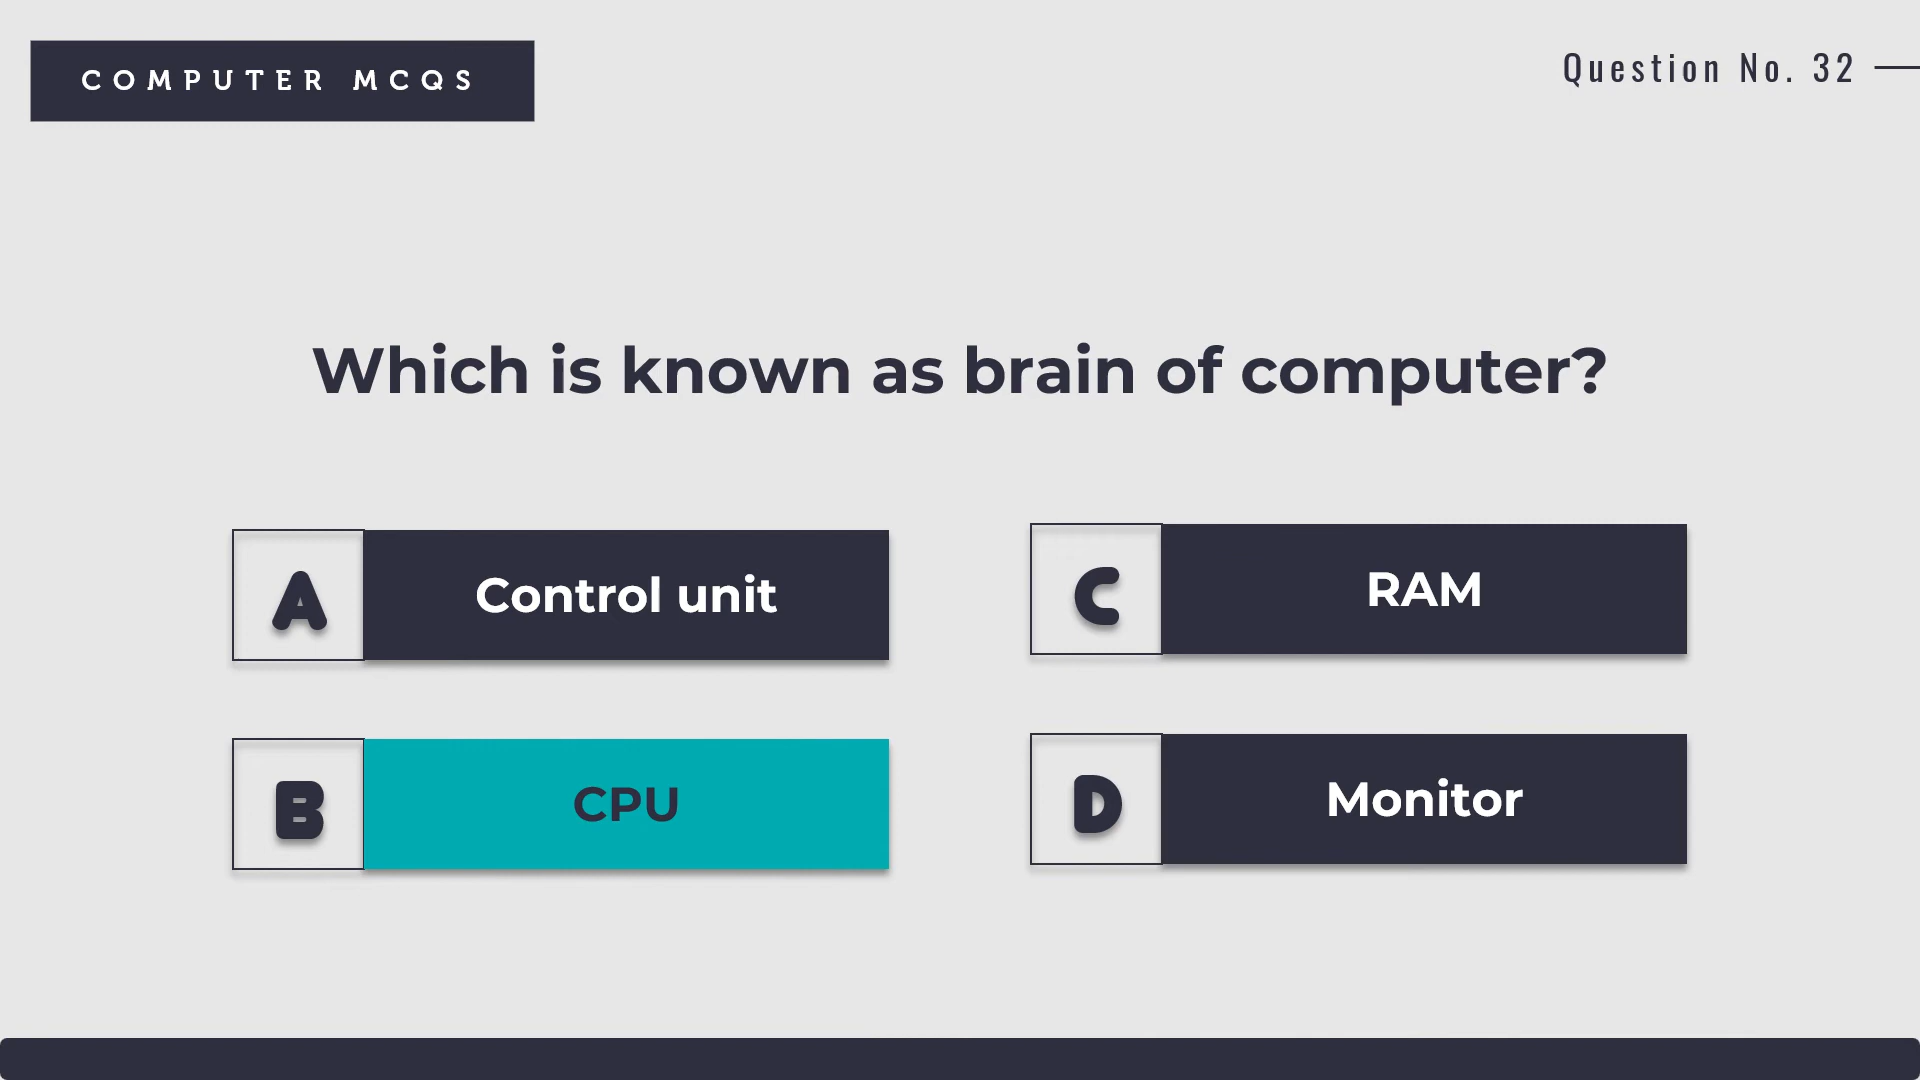 COMPUTER MCQS
Question No. 32
Which is known as brain of computer?
A Control unit
B CPU
C RAM
D Monitor